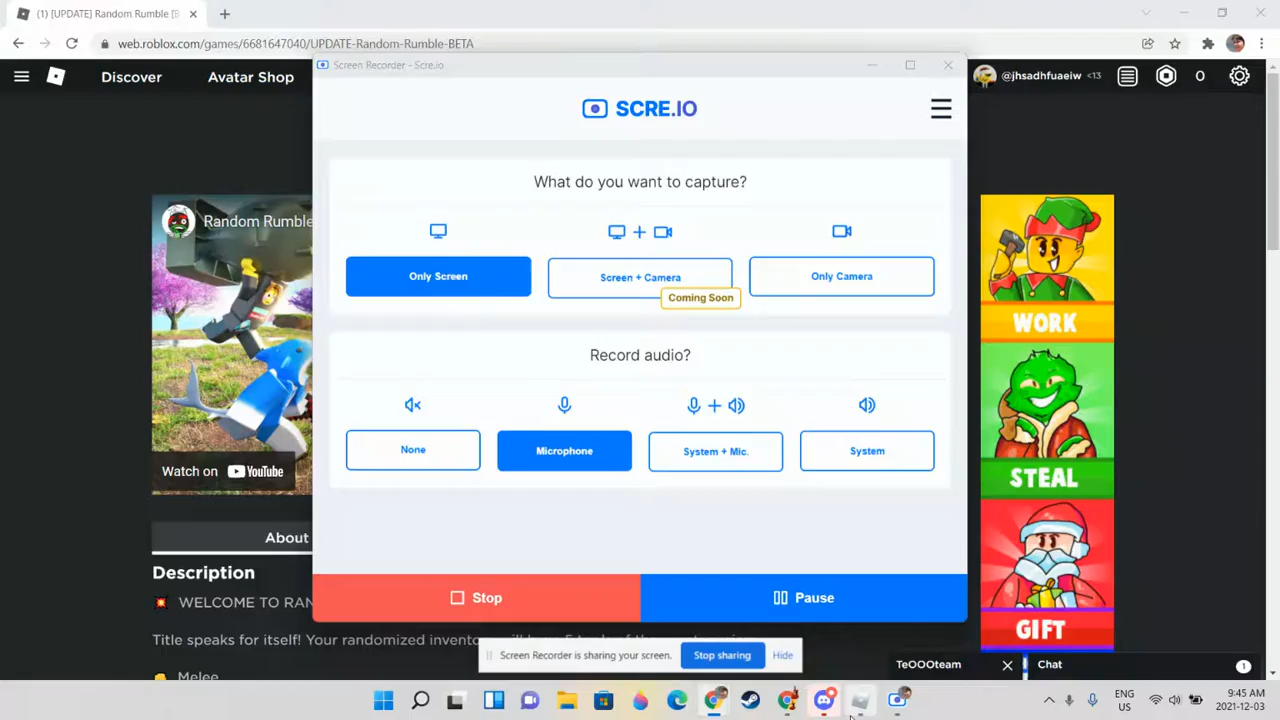 (1) [UPDATE] Random Rumble [B
web.roblox.com/games/6681647040/UPDATE-Random-Rumble-BETA
Discover
Avatar Shop
@jhsadhfuaeiw <13
0
Screen Recorder - Scre.io
SCRE.IO
What do you want to capture?
Only Screen
Screen + Camera
Coming Soon
Only Camera
Record audio?
None
Microphone
System + Mic.
System
Stop
Pause
Random Rumble
Watch on YouTube
About
Description
WELCOME TO RAN
Title speaks for itself! Your randomized invento
Melee
WORK
STEAL
GIFT
Screen Recorder is sharing your screen.
Stop sharing
Hide
TeOOOteam
Chat
1
ENG
US
9:45 AM
2021-12-03